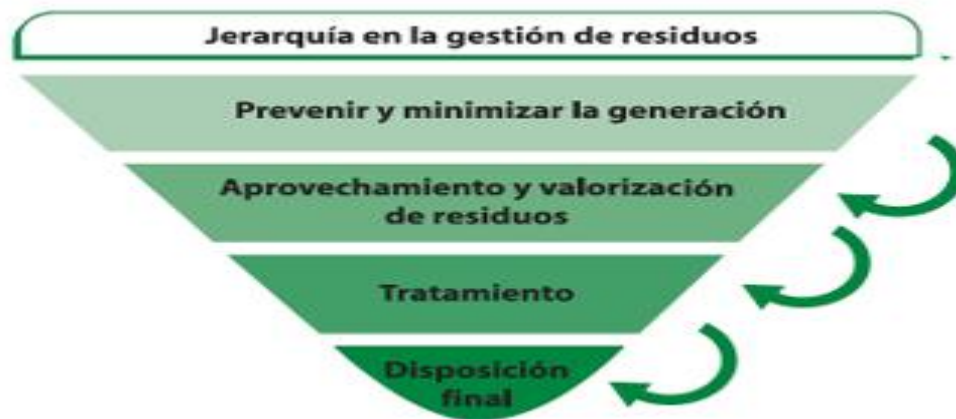 Jerarquía en la gestión de residuos
Prevenir y minimizar la generación
Aprovechamiento y valorización
de residuos
Tratamiento
Disposición
final